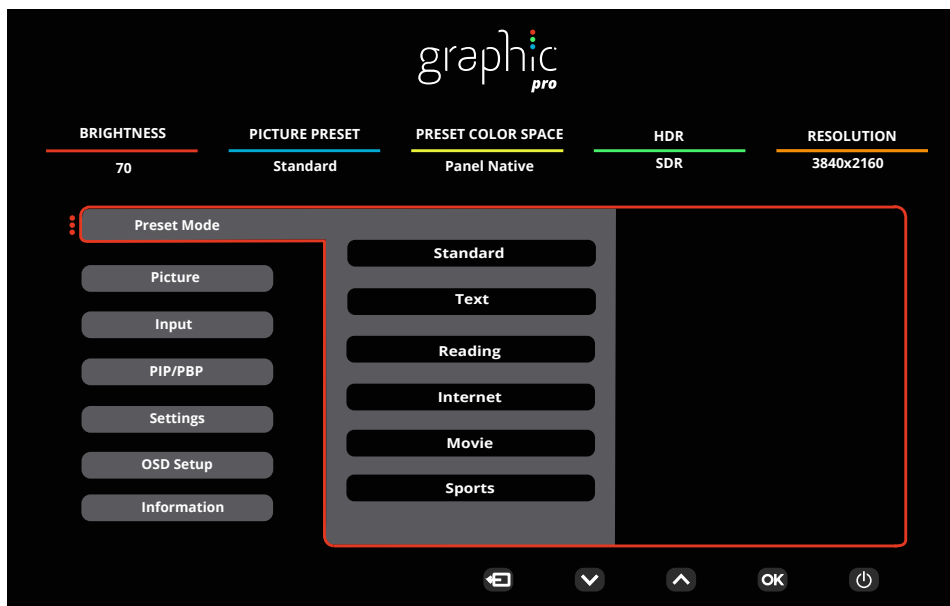 graphic
pro
BRIGHTNESS PICTURE PRESET PRESET COLOR SPACE HDR RESOLUTION
70 Standard Panel Native SDR 3840x2160
Preset Mode
Standard
Picture
Text
Input
Reading
PIP/PBP
Internet
Settings
Movie
OSD Setup
Sports
Information
OK